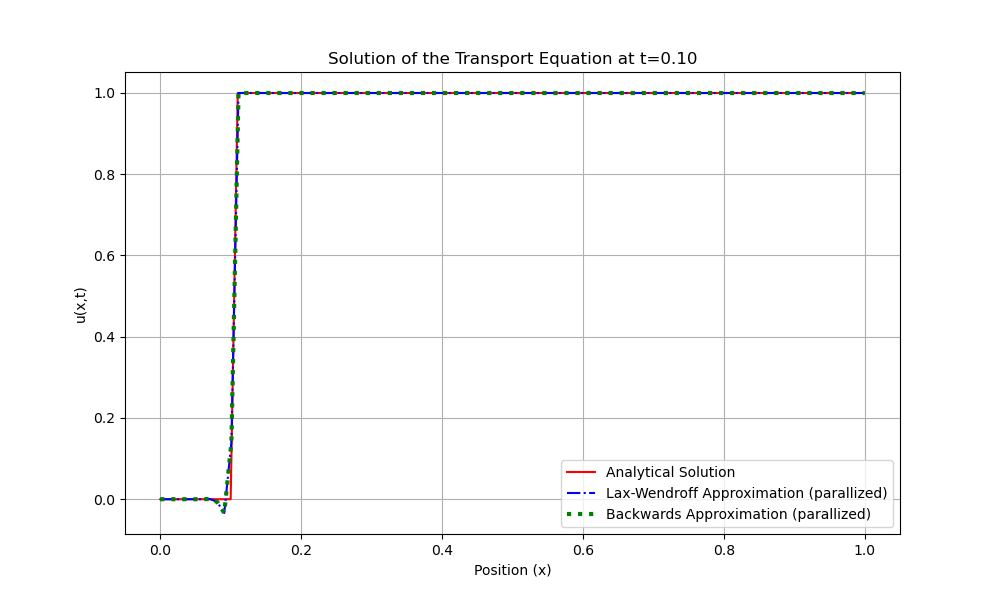 Solution of the Transport Equation at t=0.10
u(x,t)
1.0
0.8
0.6
0.4
0.2
0.0
0.0 0.2 0.4 0.6 0.8 1.0
Position (x)
Analytical Solution
Lax-Wendroff Approximation (parallized)
Backwards Approximation (parallized)